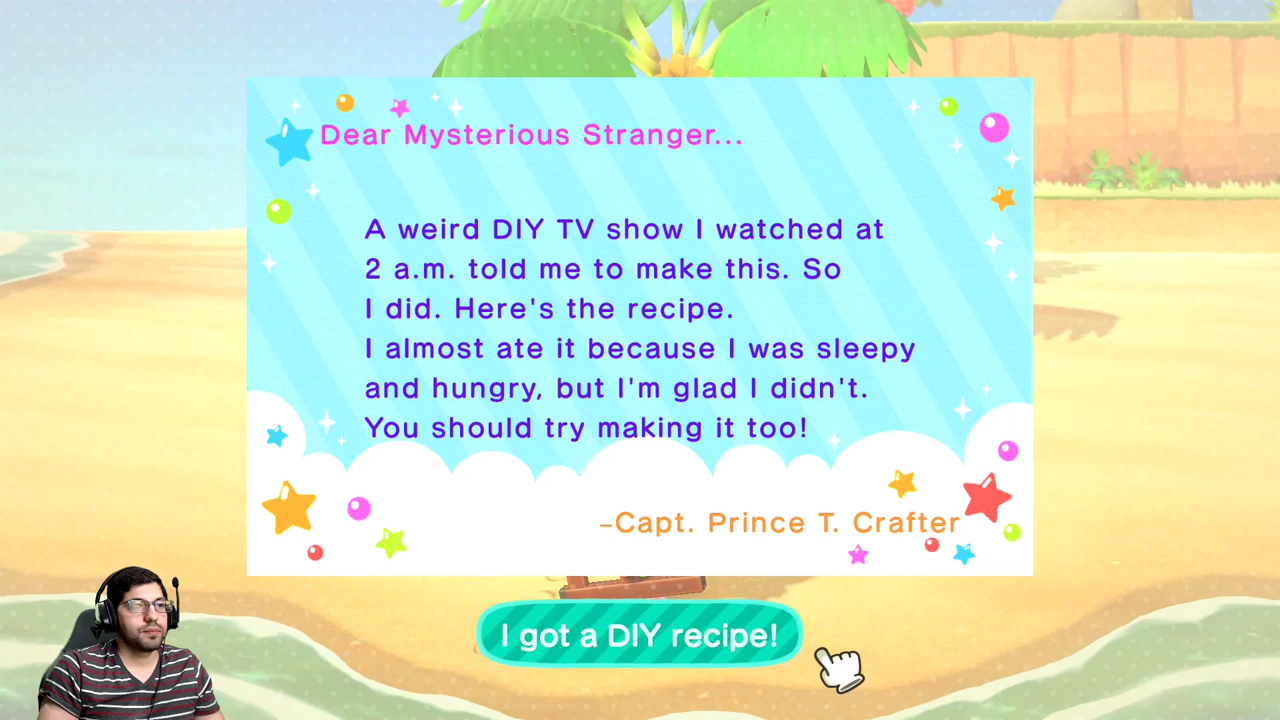 Dear Mysterious Stranger...
A weird DIY TV show I watched at
2 a.m. told me to make this. So
I did. Here's the recipe.
I almost ate it because I was sleepy
and hungry, but I'm glad I didn't.
You should try making it too!
–Capt. Prince T. Crafter
I got a DIY recipe!